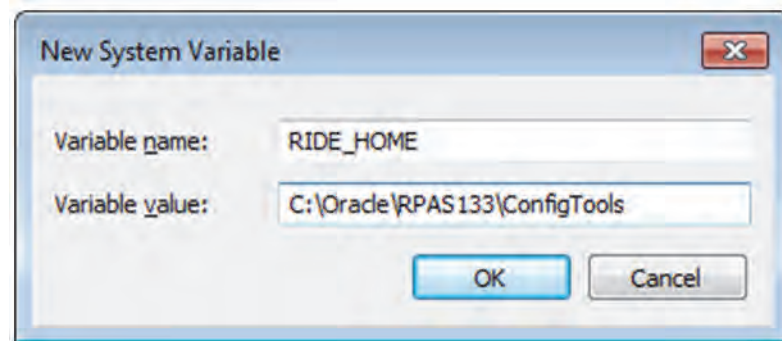 New System Variable
Variable name: RIDE_HOME
Variable value: C:\Oracle\RPAS133\ConfigTools
OK Cancel